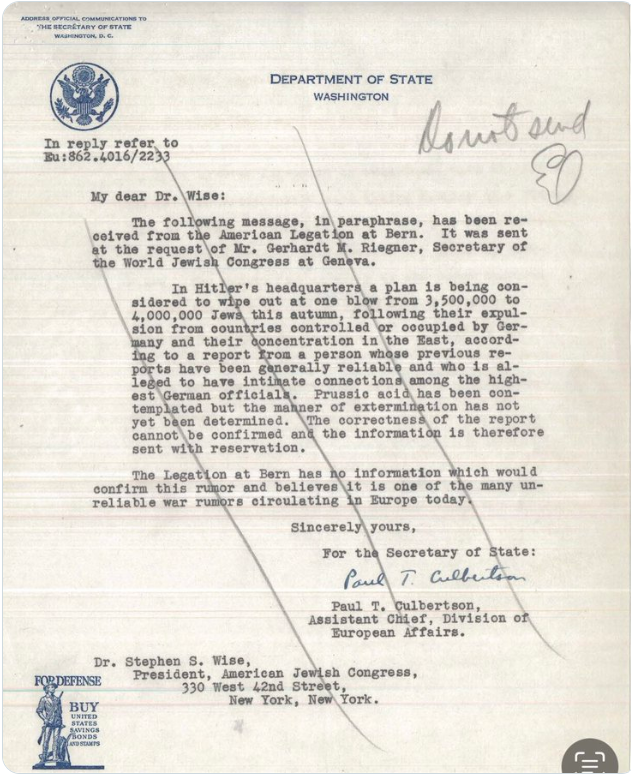 ADDRESS OFFICIAL COMMUNICATIONS TO
THE SECRETARY OF STATE
WASHINGTON, D. C.
DEPARTMENT OF STATE
WASHINGTON
Do not send
In reply refer to
Eu:862.4016/2233
My dear Dr. Wise:
The following message, in paraphrase, has been re-
ceived from the American Legation at Bern. It was sent
at the request of Mr. Gerhardt M. Riegner, Secretary of
the World Jewish Congress at Geneva.
In Hitler's headquarters a plan is being con-
sidered to wipe out at one blow from 3,500,000 to
4,000,000 Jews this autumn, following their expul-
sion from countries controlled or occupied by Ger-
many and their concentration in the East, accord-
ing to a report from a person whose previous re-
ports have been generally reliable and who is al-
leged to have intimate connections among the high-
est German officials. Prussic acid has been con-
templated but the manner of extermination has not
yet been determined. The correctness of the report
cannot be confirmed and the information is therefore
sent with reservation.
The Legation at Bern has no information which would
confirm this rumor and believes it is one of the many un-
reliable war rumors circulating in Europe today.
Sincerely yours,
For the Secretary of State:
Paul T. Culbertson
Paul T. Culbertson,
Assistant Chief, Division of
European Affairs.
Dr. Stephen S. Wise,
President, American Jewish Congress,
330 West 42nd Street,
New York, New York.
FOR DEFENSE
BUY
UNITED
STATES
SAVINGS
BONDS
AND STAMPS